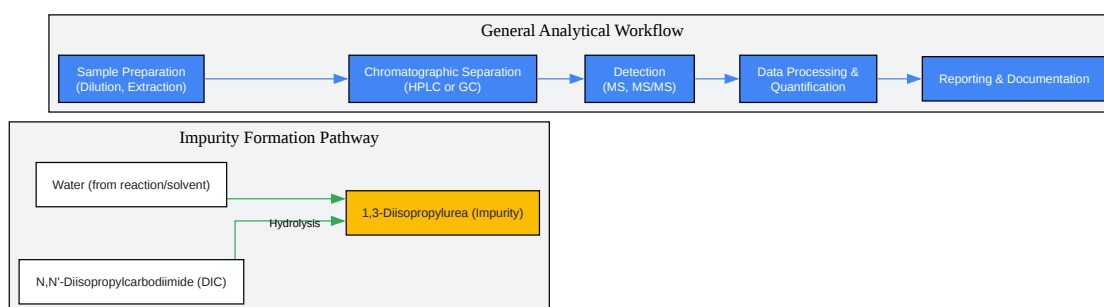 General Analytical Workflow
Sample Preparation
(Dilution, Extraction)
Chromatographic Separation
(HPLC or GC)
Detection
(MS, MS/MS)
Data Processing &
Quantification
Reporting & Documentation
Impurity Formation Pathway
Water (from reaction/solvent)
1,3-Diisopropylurea (Impurity)
Hydrolysis
N,N'-Diisopropylcarbodiimide (DIC)